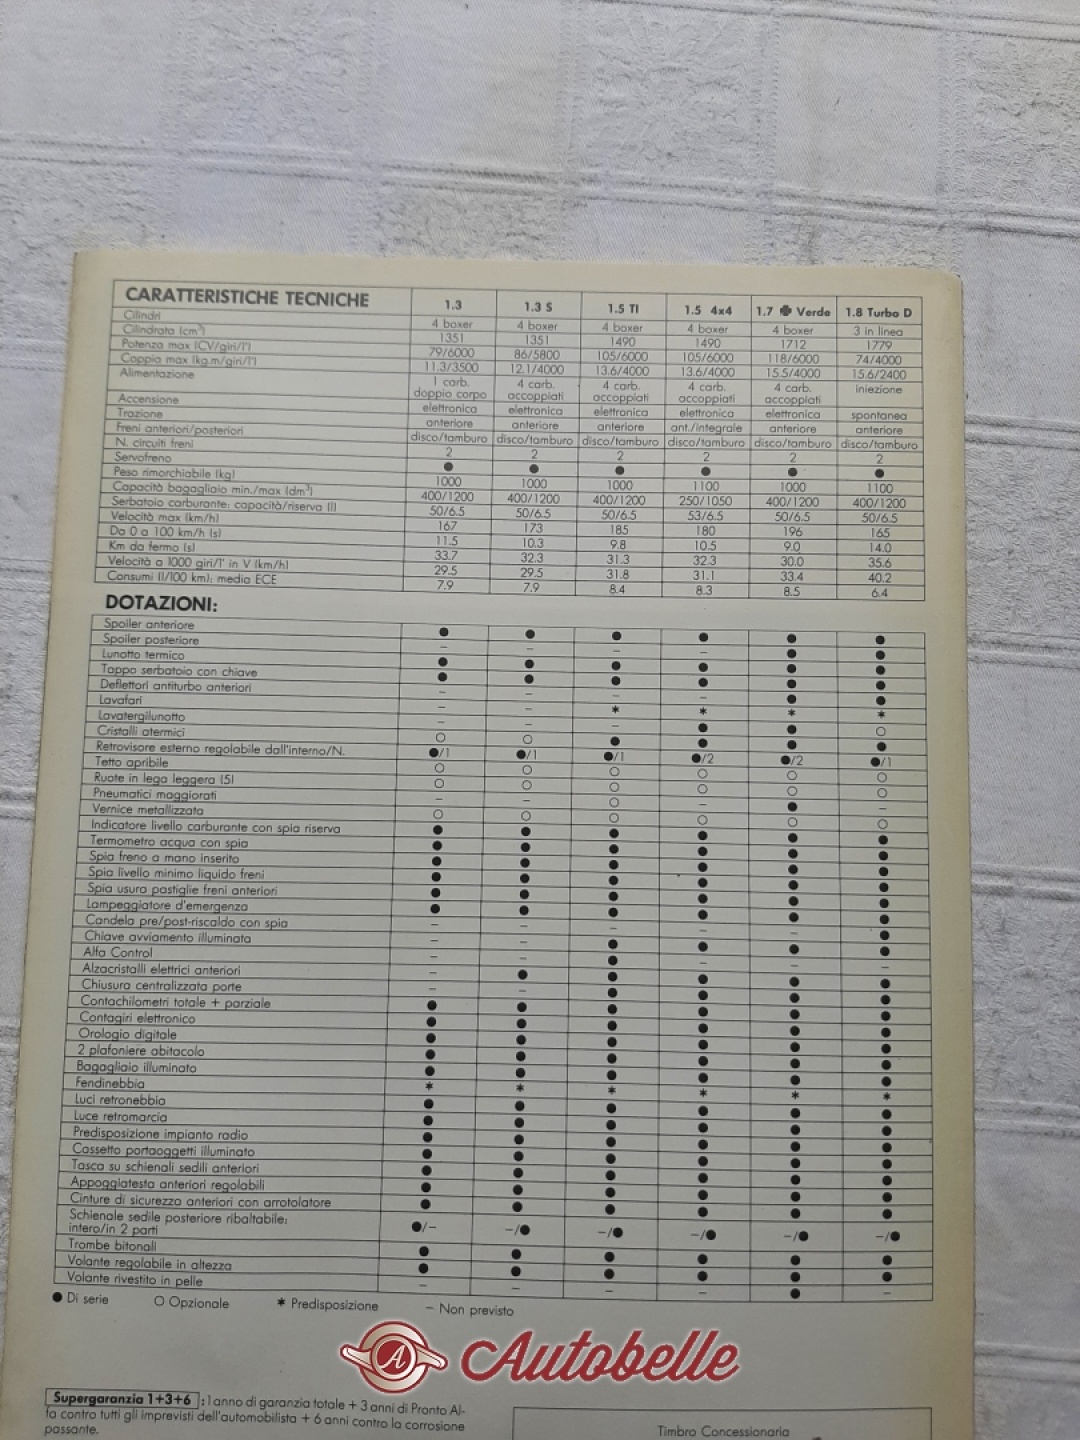 CARATTERISTICHE TECNICHE 1.3 1.3 S 1.5 TI 1.5 4x4 1.7 Verde 1.8 Turbo D
Cilindri 4 boxer 4 boxer 4 boxer 4 boxer 4 boxer 3 in linea
Cilindrata (cm³) 1351 1351 1490 1490 1712 1779
Potenza max (CV/giri/1') 79/6000 86/5800 105/6000 105/6000 118/6000 74/4000
Coppia max (kg.m/giri/1') 11.3/3500 12.1/4000 13.6/4000 13.6/4000 15.5/4000 15.6/2400
Alimentazione 1 carb. doppio corpo 4 carb. accoppiati 4 carb. accoppiati 4 carb. accoppiati 4 carb. accoppiati iniezione
Accensione elettronica elettronica elettronica elettronica elettronica spontanea
Trazione anteriore anteriore anteriore ant./integrale anteriore anteriore
Freni anteriori/posteriori disco/tamburo disco/tamburo disco/tamburo disco/tamburo disco/tamburo disco/tamburo
N. circuiti freni 2 2 2 2 2 2
Servofreno ● ● ● ● ● ●
Peso rimorchiabile (kg) 1000 1000 1000 1100 1000 1100
Capacità bagagliaio min./max (dm³) 400/1200 400/1200 400/1200 250/1050 400/1200 400/1200
Serbatoio carburante: capacità/riserva (l) 50/6.5 50/6.5 50/6.5 53/6.5 50/6.5 50/6.5
Velocità max (km/h) 167 173 185 180 196 165
Da 0 a 100 km/h (s) 11.5 10.3 9.8 10.5 9.0 14.0
Km da fermo (s) 33.7 32.3 31.3 32.3 30.0 35.6
Velocità a 1000 giri/1' in V (km/h) 29.5 29.5 31.8 31.1 33.4 40.2
Consumi (l/100 km): media ECE 7.9 7.9 8.4 8.3 8.5 6.4
DOTAZIONI:
Spoiler anteriore ● ● ● ● ● ●
Spoiler posteriore – – – – ● ●
Lunotto termico ● ● ● ● ● ●
Tappo serbatoio con chiave ● ● ● ● ● ●
Deflettori antiturbo anteriori – – – – ● ●
Lavafari – – * * * *
Lavatergilunotto – – – ● ● ○
Cristalli atermici ○ ○ ● ● ● ●
Retrovisore esterno regolabile dall'interno/N. ●/1 ●/1 ●/1 ●/2 ●/2 ●/1
Tetto apribile ○ ○ ○ ○ ○ ○
Ruote in lega leggera (5) ○ ○ ○ ○ ○ ○
Pneumatici maggiorati – – ○ – ● –
Vernice metallizzata ○ ○ ○ ○ ○ ○
Indicatore livello carburante con spia riserva ● ● ● ● ● ●
Termometro acqua con spia ● ● ● ● ● ●
Spia freno a mano inserito ● ● ● ● ● ●
Spia livello minimo liquido freni ● ● ● ● ● ●
Spia usura pastiglie freni anteriori ● ● ● ● ● ●
Lampeggiatore d'emergenza ● ● ● ● ● ●
Candela pre/post-riscaldo con spia – – – – – ●
Chiave avviamento illuminata – – ● ● ● ●
Alfa Control – – ● – – –
Alzacristalli elettrici anteriori – ● ● ● ● ●
Chiusura centralizzata porte – – ● ● ● ●
Contachilometri totale + parziale ● ● ● ● ● ●
Contagiri elettronico ● ● ● ● ● ●
Orologio digitale ● ● ● ● ● ●
2 plafoniere abitacolo ● ● ● ● ● ●
Bagagliaio illuminato ● ● ● ● ● ●
Fendinebbia * * * * * *
Luci retronebbia ● ● ● ● ● ●
Luce retromarcia ● ● ● ● ● ●
Predisposizione impianto radio ● ● ● ● ● ●
Cassetto portaoggetti illuminato ● ● ● ● ● ●
Tasca su schienali sedili anteriori ● ● ● ● ● ●
Appoggiatesta anteriori regolabili ● ● ● ● ● ●
Cinture di sicurezza anteriori con arrotolatore ● ● ● ● ● ●
Schienale sedile posteriore ribaltabile:
intero/in 2 parti ●/– –/● –/● –/● –/● –/●
Trombe bitonali ● ● ● ● ● ●
Volante regolabile in altezza ● ● ● ● ● ●
Volante rivestito in pelle – – – – ● –
● Di serie ○ Opzionale * Predisposizione – Non previsto
A Autobelle
Supergaranzia 1+3+6 : 1 anno di garanzia totale + 3 anni di Pronto Al-
fa contro tutti gli imprevisti dell'automobilista + 6 anni contro la corrosione
passante.
Timbro Concessionaria